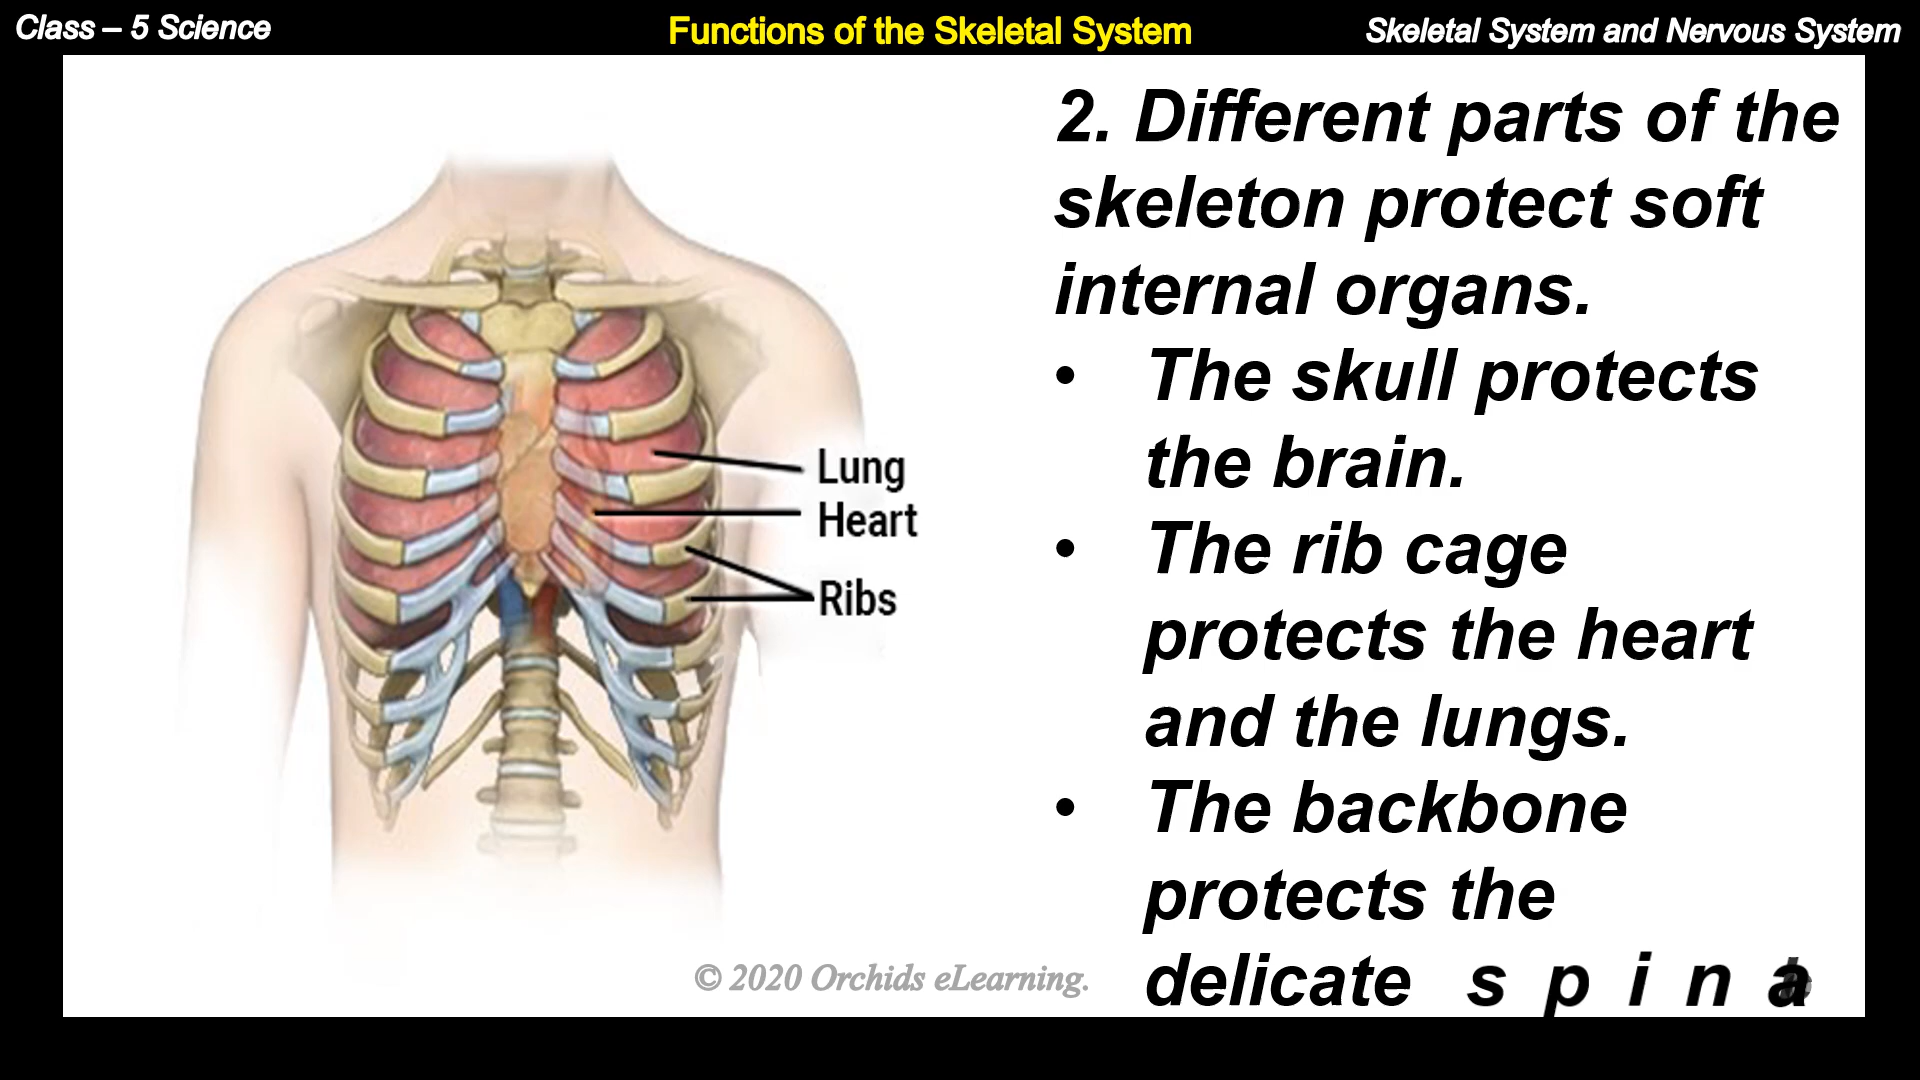 Class – 5 Science
Functions of the Skeletal System
Skeletal System and Nervous System
2. Different parts of the
skeleton protect soft
internal organs.
• The skull protects
the brain.
• The rib cage
protects the heart
and the lungs.
• The backbone
protects the
delicate s p i n a
Lung
Heart
Ribs
© 2020 Orchids eLearning.